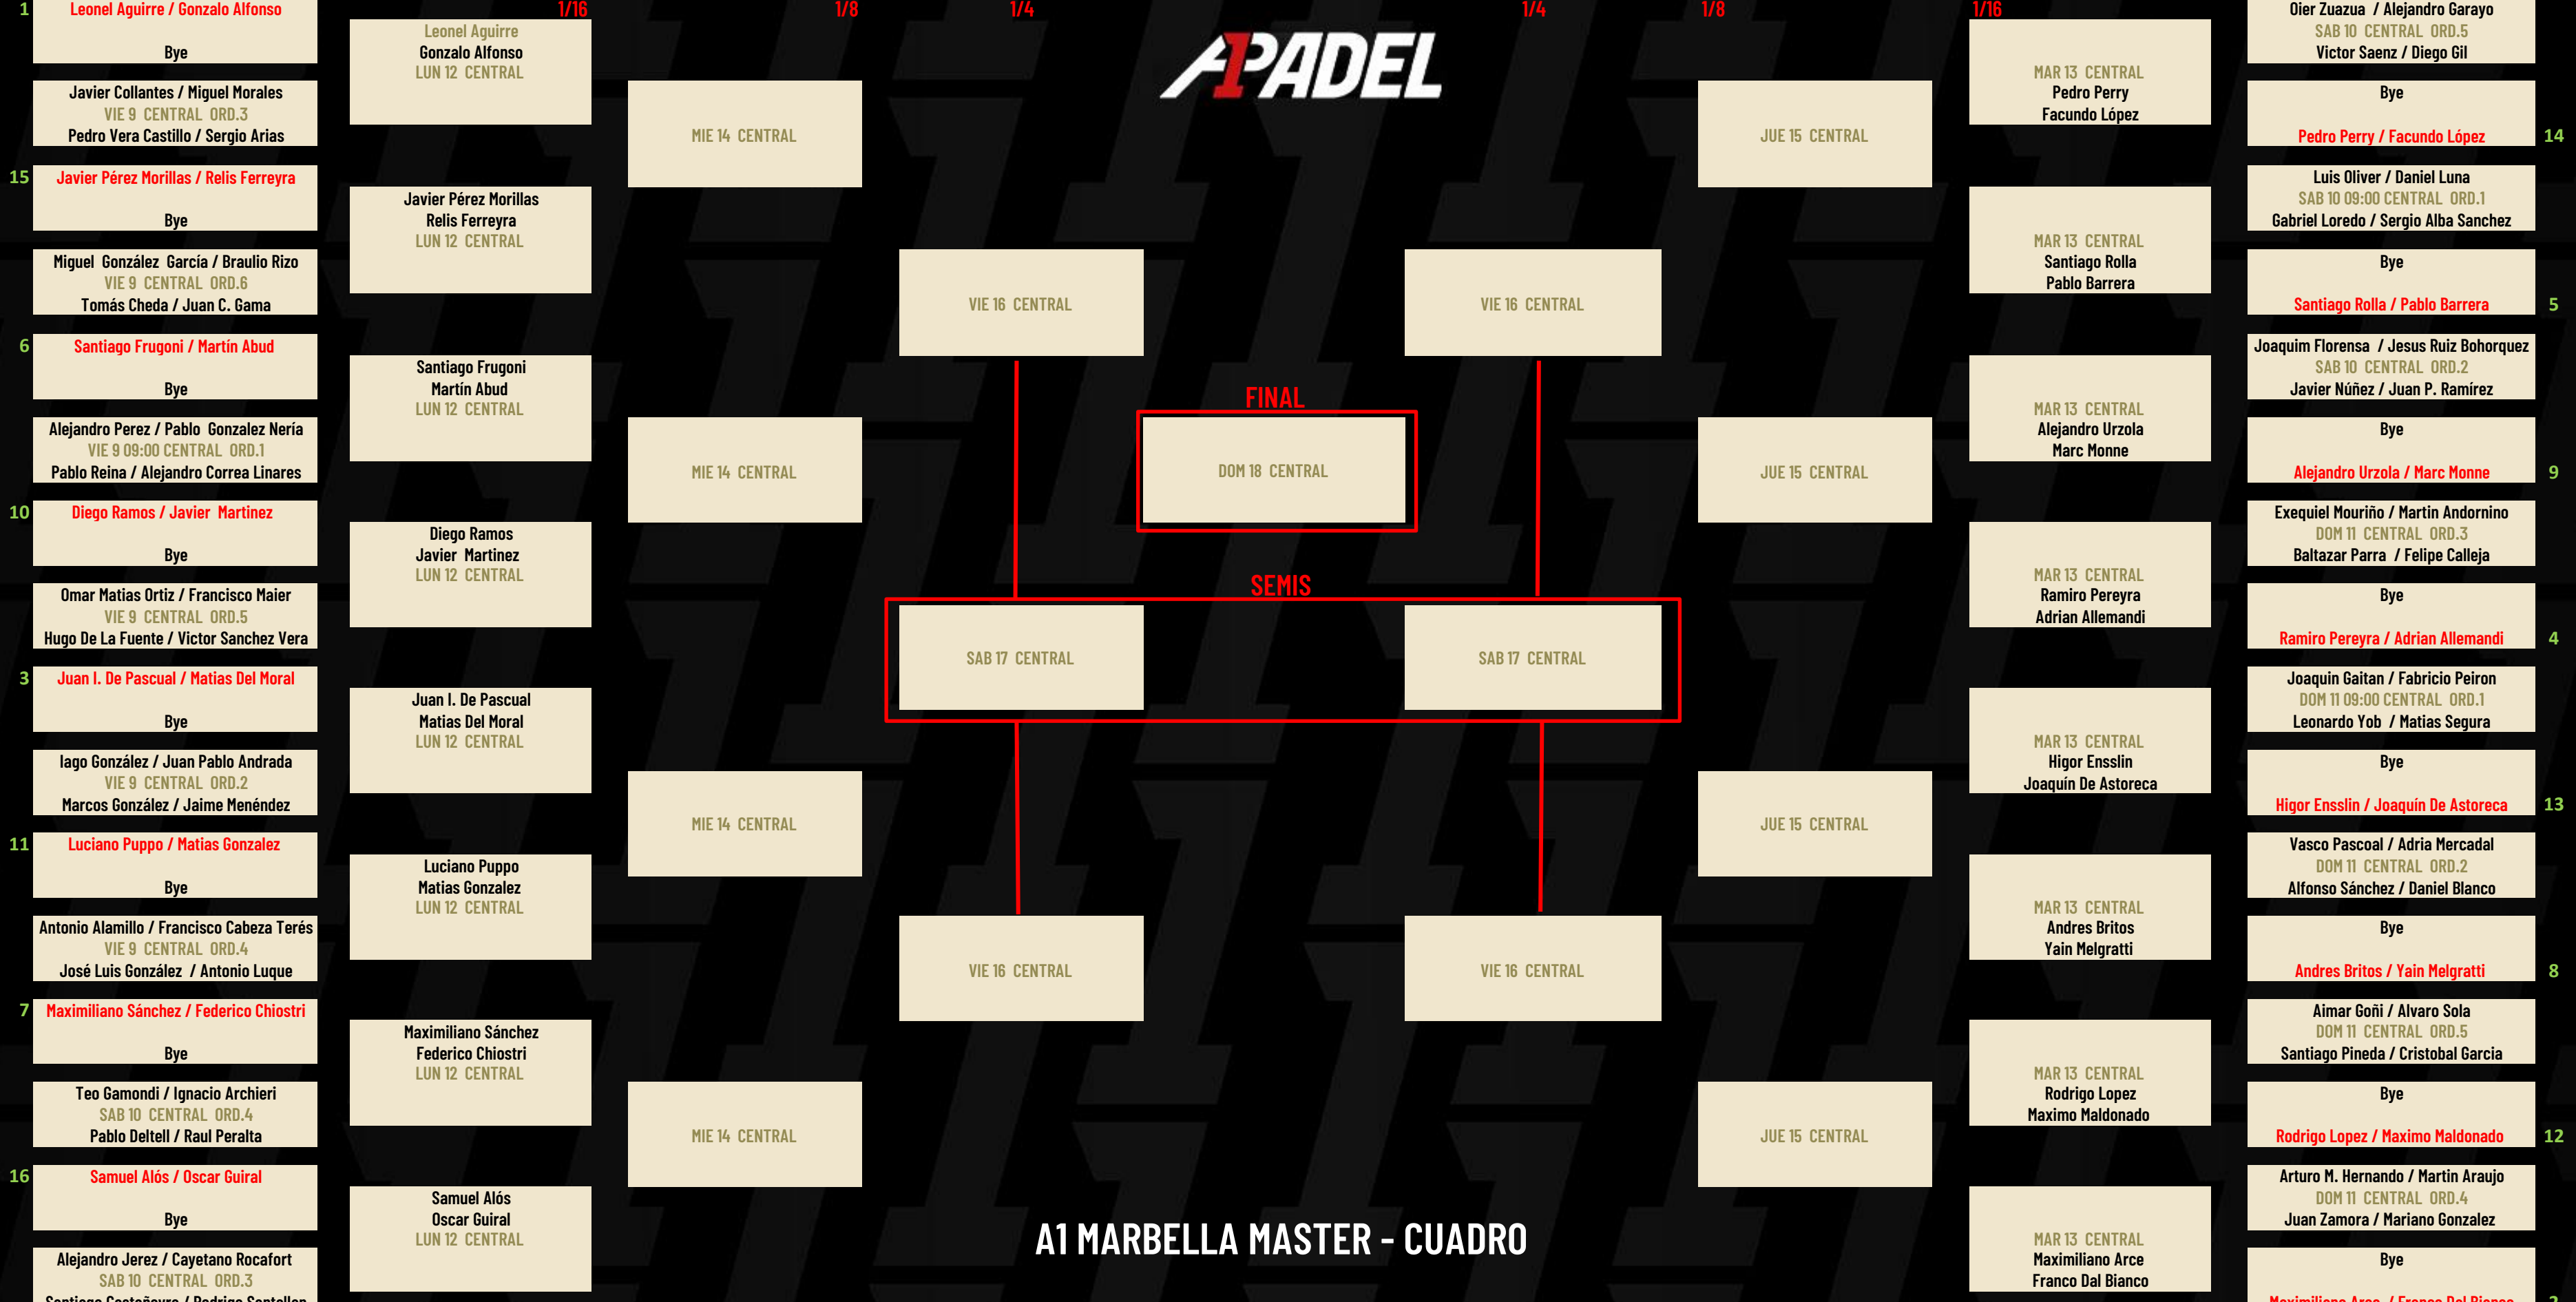 1/16
1/8
1/4
1/4
1/8
1/16
A1PADEL
1
Leonel Aguirre / Gonzalo Alfonso
Bye
Javier Collantes / Miguel Morales
VIE 9 CENTRAL ORD.3
Pedro Vera Castillo / Sergio Arias
15
Javier Pérez Morillas / Relis Ferreyra
Bye
Miguel González García / Braulio Rizo
VIE 9 CENTRAL ORD.6
Tomás Cheda / Juan C. Gama
6
Santiago Frugoni / Martín Abud
Bye
Alejandro Perez / Pablo Gonzalez Nería
VIE 9 09:00 CENTRAL ORD.1
Pablo Reina / Alejandro Correa Linares
10
Diego Ramos / Javier Martinez
Bye
Omar Matias Ortiz / Francisco Maier
VIE 9 CENTRAL ORD.5
Hugo De La Fuente / Victor Sanchez Vera
3
Juan I. De Pascual / Matias Del Moral
Bye
Iago González / Juan Pablo Andrada
VIE 9 CENTRAL ORD.2
Marcos González / Jaime Menéndez
11
Luciano Puppo / Matias Gonzalez
Bye
Antonio Alamillo / Francisco Cabeza Terés
VIE 9 CENTRAL ORD.4
José Luis González / Antonio Luque
7
Maximiliano Sánchez / Federico Chiostri
Bye
Teo Gamondi / Ignacio Archieri
SAB 10 CENTRAL ORD.4
Pablo Deltell / Raul Peralta
16
Samuel Alós / Oscar Guiral
Bye
Alejandro Jerez / Cayetano Rocafort
SAB 10 CENTRAL ORD.3
Leonel Aguirre
Gonzalo Alfonso
LUN 12 CENTRAL
Javier Pérez Morillas
Relis Ferreyra
LUN 12 CENTRAL
Santiago Frugoni
Martín Abud
LUN 12 CENTRAL
Diego Ramos
Javier Martinez
LUN 12 CENTRAL
Juan I. De Pascual
Matias Del Moral
LUN 12 CENTRAL
Luciano Puppo
Matias Gonzalez
LUN 12 CENTRAL
Maximiliano Sánchez
Federico Chiostri
LUN 12 CENTRAL
Samuel Alós
Oscar Guiral
LUN 12 CENTRAL
MIE 14 CENTRAL
MIE 14 CENTRAL
MIE 14 CENTRAL
MIE 14 CENTRAL
VIE 16 CENTRAL
VIE 16 CENTRAL
FINAL
DOM 18 CENTRAL
SEMIS
SAB 17 CENTRAL
SAB 17 CENTRAL
VIE 16 CENTRAL
VIE 16 CENTRAL
A1 MARBELLA MASTER - CUADRO
JUE 15 CENTRAL
JUE 15 CENTRAL
JUE 15 CENTRAL
JUE 15 CENTRAL
MAR 13 CENTRAL
Pedro Perry
Facundo López
MAR 13 CENTRAL
Santiago Rolla
Pablo Barrera
MAR 13 CENTRAL
Alejandro Urzola
Marc Monne
MAR 13 CENTRAL
Ramiro Pereyra
Adrian Allemandi
MAR 13 CENTRAL
Higor Ensslin
Joaquín De Astoreca
MAR 13 CENTRAL
Andres Britos
Yain Melgratti
MAR 13 CENTRAL
Rodrigo Lopez
Maximo Maldonado
MAR 13 CENTRAL
Maximiliano Arce
Franco Dal Bianco
Oier Zuazua / Alejandro Garayo
SAB 10 CENTRAL ORD.5
Victor Saenz / Diego Gil
Bye
Pedro Perry / Facundo López
14
Luis Oliver / Daniel Luna
SAB 10 09:00 CENTRAL ORD.1
Gabriel Loredo / Sergio Alba Sanchez
Bye
Santiago Rolla / Pablo Barrera
5
Joaquim Florensa / Jesus Ruiz Bohorquez
SAB 10 CENTRAL ORD.2
Javier Núñez / Juan P. Ramírez
Bye
Alejandro Urzola / Marc Monne
9
Exequiel Mouriño / Martin Andornino
DOM 11 CENTRAL ORD.3
Baltazar Parra / Felipe Calleja
Bye
Ramiro Pereyra / Adrian Allemandi
4
Joaquin Gaitan / Fabricio Peiron
DOM 11 09:00 CENTRAL ORD.1
Leonardo Yob / Matias Segura
Bye
Higor Ensslin / Joaquín De Astoreca
13
Vasco Pascoal / Adria Mercadal
DOM 11 CENTRAL ORD.2
Alfonso Sánchez / Daniel Blanco
Bye
Andres Britos / Yain Melgratti
8
Aimar Goñi / Alvaro Sola
DOM 11 CENTRAL ORD.5
Santiago Pineda / Cristobal Garcia
Bye
Rodrigo Lopez / Maximo Maldonado
12
Arturo M. Hernando / Martin Araujo
DOM 11 CENTRAL ORD.4
Juan Zamora / Mariano Gonzalez
Bye